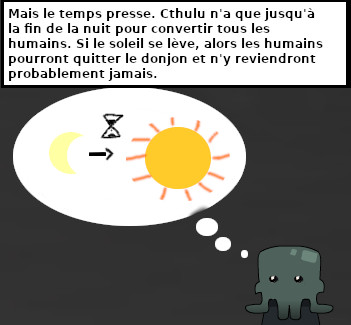 Mais le temps presse. Cthulu n'a que jusqu'à
la fin de la nuit pour convertir tous les
humains. Si le soleil se lève, alors les humains
pourront quitter le donjon et n'y reviendront
probablement jamais.